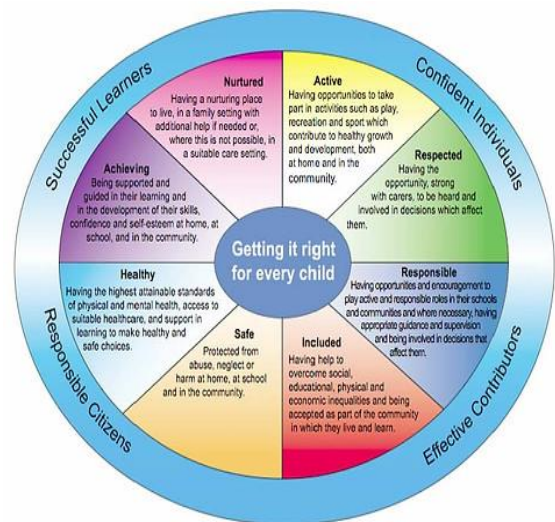 Successful Learners
Confident Individuals
Nurtured
Having a nurturing place
to live, in a family setting with
additional help if needed or,
where this is not possible, in
a suitable care setting.
Active
Having opportunities to take
part in activities such as play,
recreation and sport which
contribute to healthy growth
and development, both
at home and in the
community.
Achieving
Being supported and
guided in their learning and
in the development of their skills,
confidence and self-esteem at home, at
school, and in the community.
Respected
Having the
opportunity, strong
with carers, to be heard and
involved in decisions which affect
them.
Getting it right
for every child
Healthy
Having the highest attainable standards
of physical and mental health, access to
suitable healthcare, and support in
learning to make healthy and
safe choices.
Responsible
Having opportunities and encouragement to
play active and responsible roles in their schools
and communities and where necessary, having
appropriate guidance and supervision
and being involved in decisions that
affect them.
Safe
Protected from
abuse, neglect or
harm at home, at school
and in the community.
Included
Having help to
overcome social,
educational, physical and
economic inequalities and being
accepted as part of the community
in which they live and learn.
Responsible Citizens
Effective Contributors